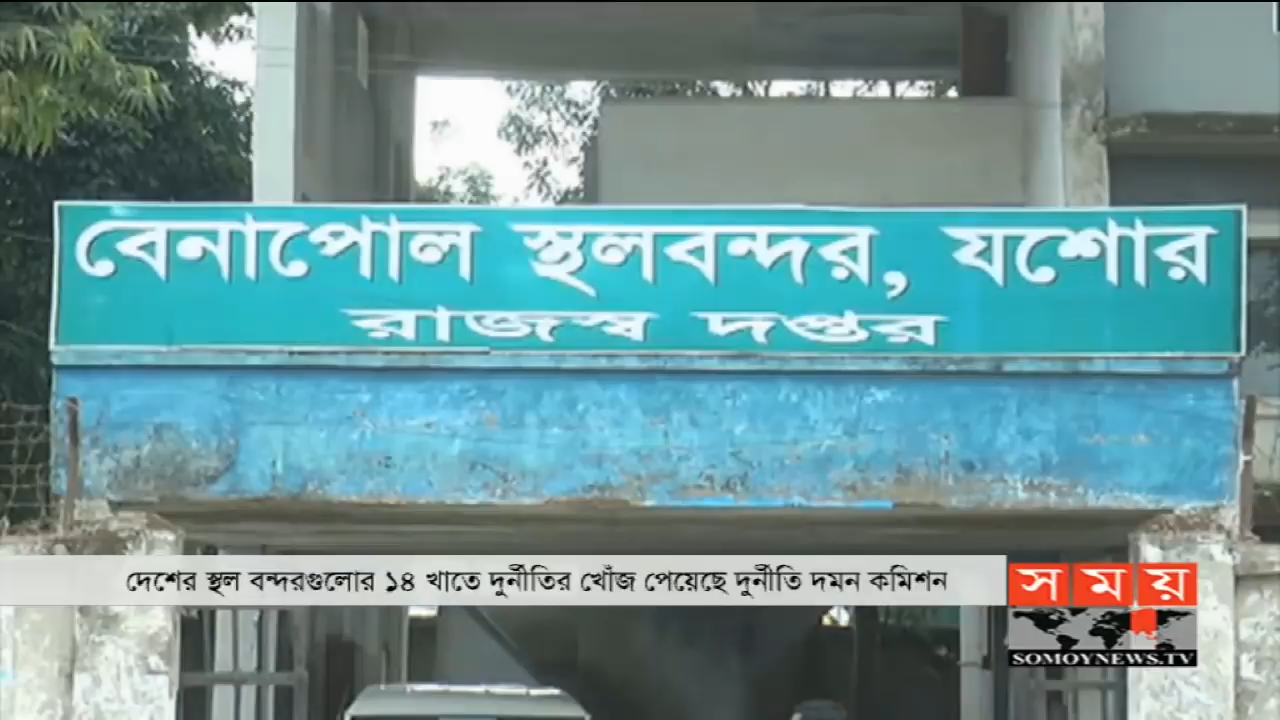 বেনাপোল স্থলবন্দর, যশোর
রাজস্ব দপ্তর
দেশের স্থল বন্দরগুলোর ১৪ খাতে দুর্নীতির খোঁজ পেয়েছে দুর্নীতি দমন কমিশন
সময়
SOMOYNEWS.TV